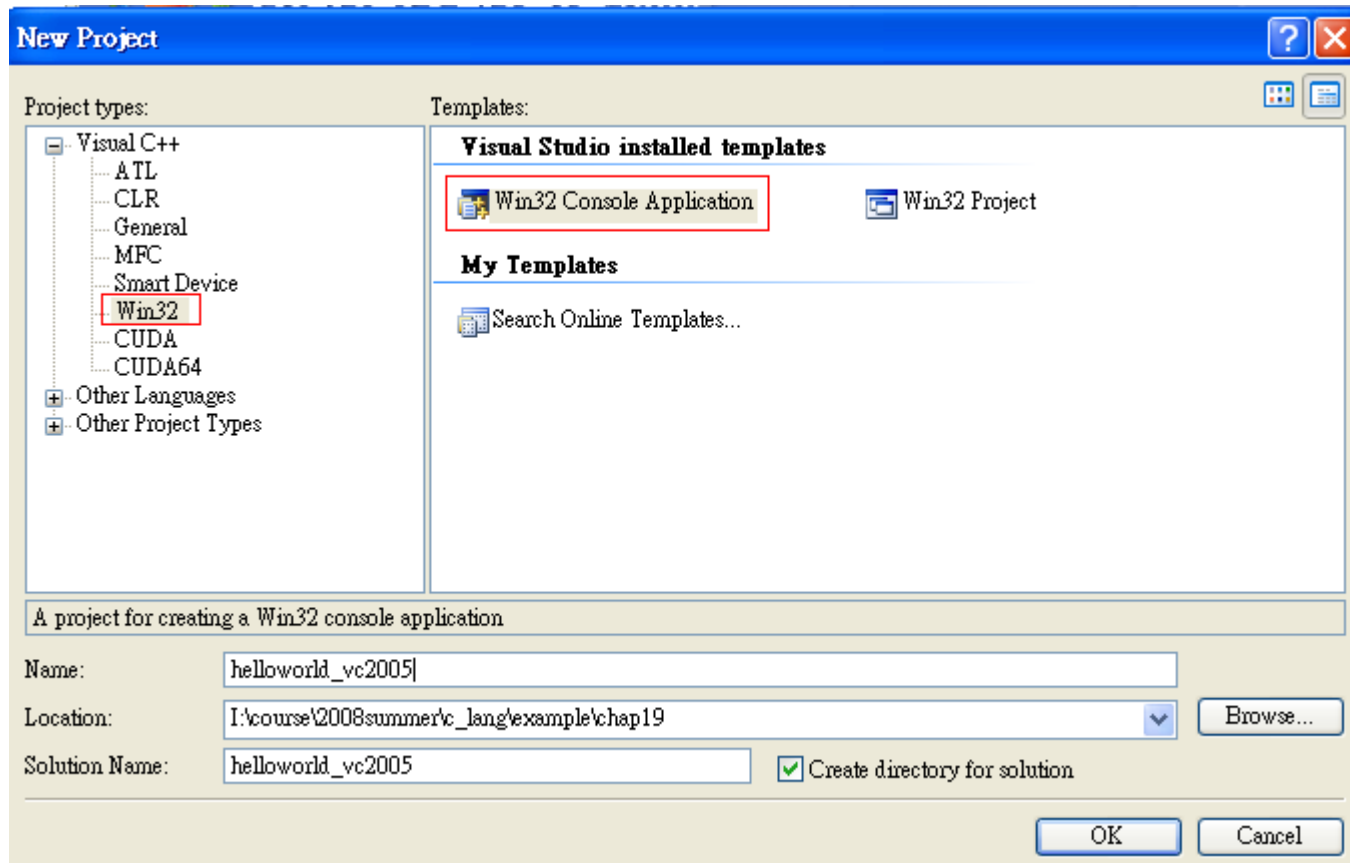 New Project
Project types:
Templates:
Visual C++
ATL
CLR
General
MFC
Smart Device
Win32
CUDA
CUDA64
Other Languages
Other Project Types
Visual Studio installed templates
Win32 Console Application
Win32 Project
My Templates
Search Online Templates...
A project for creating a Win32 console application
Name:
helloworld_vc2005
Location:
I:\course\2008summer\c_lang\example\chap19
Browse...
Solution Name:
helloworld_vc2005
Create directory for solution
OK
Cancel